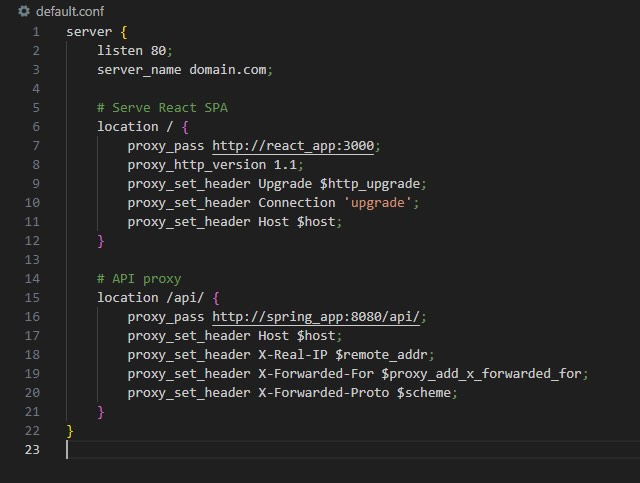 default.conf
1 server {
2     listen 80;
3     server_name domain.com;
4
5     # Serve React SPA
6     location / {
7         proxy_pass http://react_app:3000;
8         proxy_http_version 1.1;
9         proxy_set_header Upgrade $http_upgrade;
10         proxy_set_header Connection 'upgrade';
11         proxy_set_header Host $host;
12     }
13
14     # API proxy
15     location /api/ {
16         proxy_pass http://spring_app:8080/api/;
17         proxy_set_header Host $host;
18         proxy_set_header X-Real-IP $remote_addr;
19         proxy_set_header X-Forwarded-For $proxy_add_x_forwarded_for;
20         proxy_set_header X-Forwarded-Proto $scheme;
21     }
22 }
23